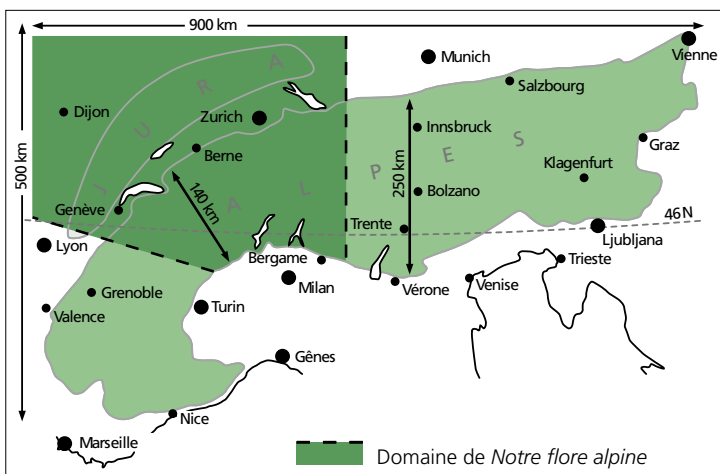 900 km
500 km
Munich
Vienne
Salzbourg
JURA
Dijon
Zurich
Innsbruck
Graz
Berne
250 km
ALPES
Klagenfurt
Bolzano
140 km
Genève
46 N
Trente
Ljubljana
Lyon
Bergame
Trieste
Milan
Vérone
Venise
Grenoble
Turin
Valence
Gênes
Nice
Marseille
Domaine de Notre flore alpine